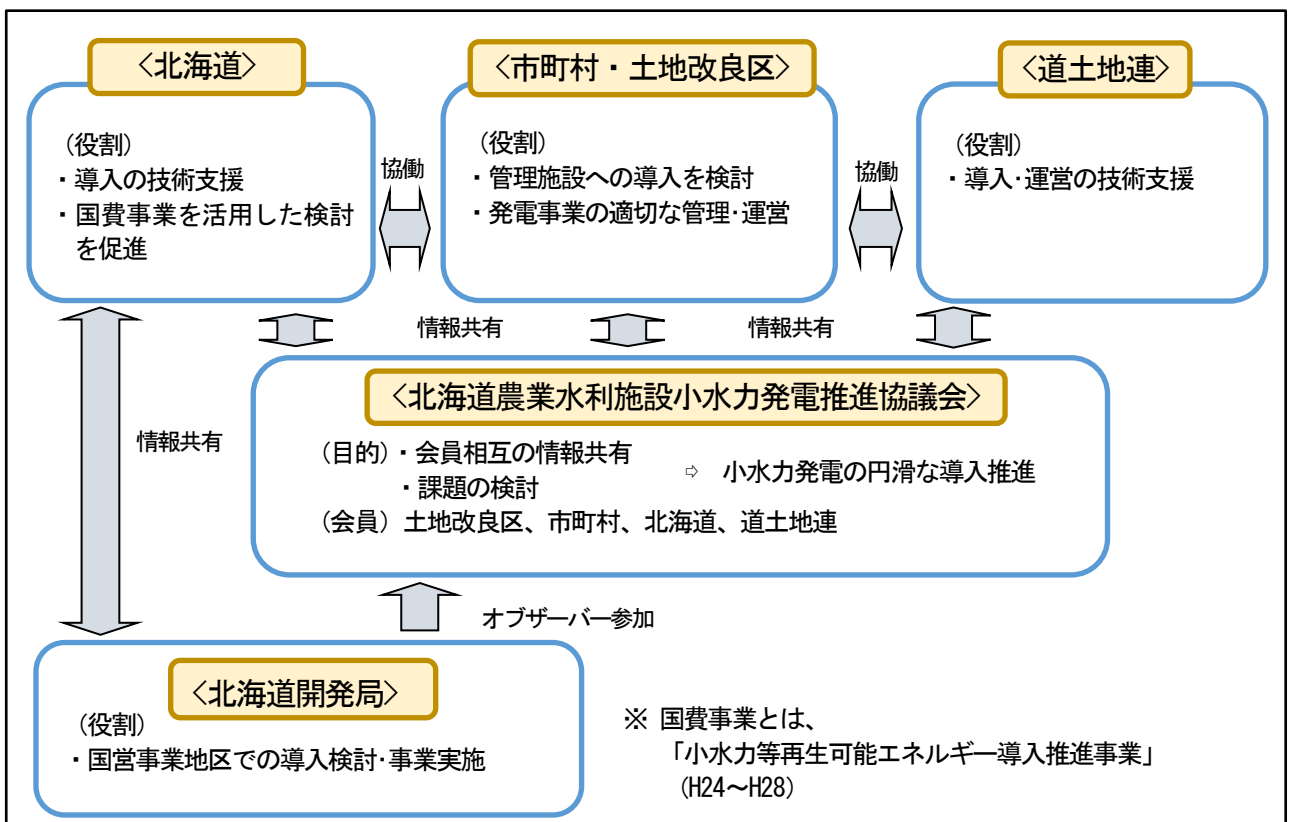 〈北海道〉
(役割)
・導入の技術支援
・国費事業を活用した検討
を促進
協働
〈市町村・土地改良区〉
(役割)
・管理施設への導入を検討
・発電事業の適切な管理･運営
協働
〈道土地連〉
(役割)
・導入･運営の技術支援
情報共有
情報共有
情報共有
〈北海道農業水利施設小水力発電推進協議会〉
(目的)・会員相互の情報共有
・課題の検討
⇨ 小水力発電の円滑な導入推進
(会員) 土地改良区、市町村、北海道、道土地連
オブザーバー参加
〈北海道開発局〉
(役割)
・国営事業地区での導入検討･事業実施
※ 国費事業とは、
「小水力等再生可能エネルギー導入推進事業」
(H24～H28)